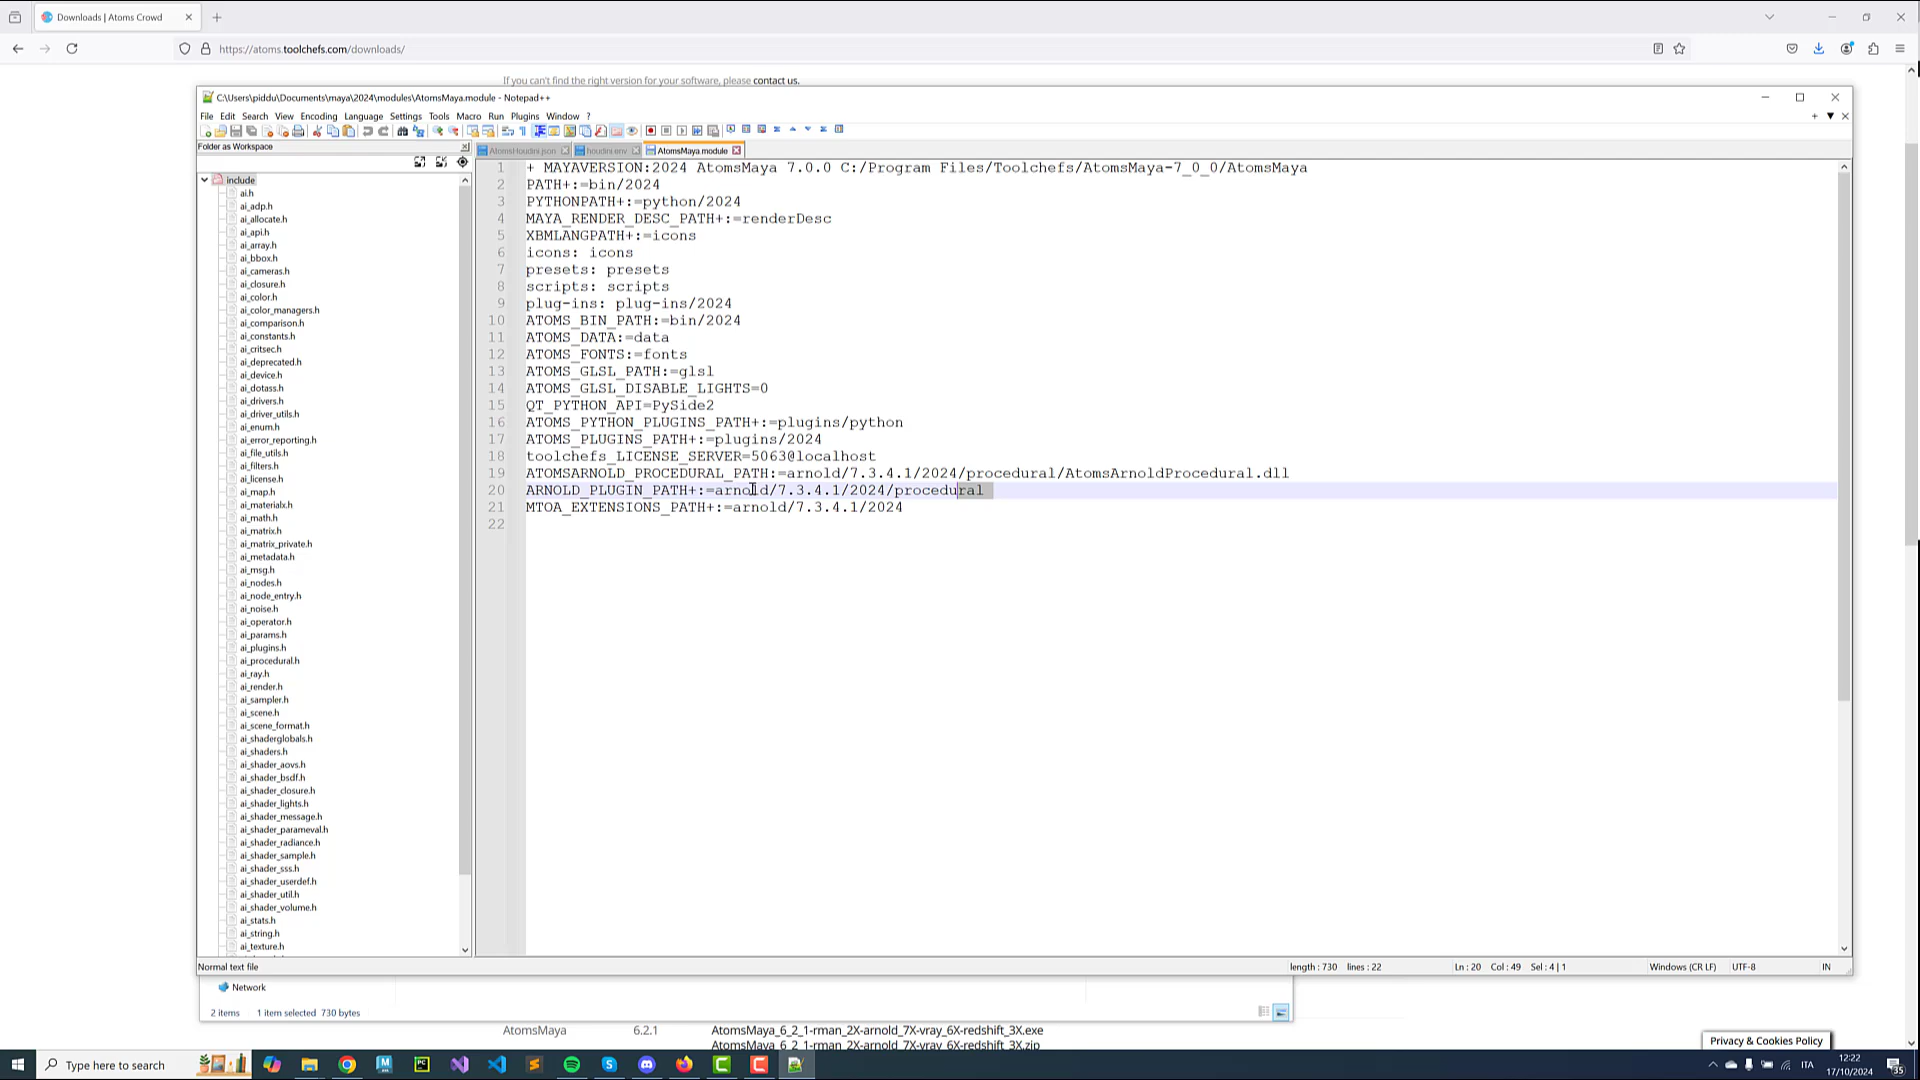 Downloads | Atoms Crowd
https://atoms.toolchefs.com/downloads/
If you can't find the right version for your software, please contact us.
C:\Users\piddu\Documents\maya\2024\modules\AtomsMaya.module - Notepad++
File Edit Search View Encoding Language Settings Tools Macro Run Plugins Window ?
Folder as Workspace
AtomsHoudini.json
houdini.env
AtomsMaya.module
include
ai.h
ai_adp.h
ai_allocate.h
ai_api.h
ai_array.h
ai_bbox.h
ai_cameras.h
ai_closure.h
ai_color.h
ai_color_managers.h
ai_comparison.h
ai_constants.h
ai_critsec.h
ai_deprecated.h
ai_device.h
ai_dotass.h
ai_drivers.h
ai_driver_utils.h
ai_enum.h
ai_error_reporting.h
ai_file_utils.h
ai_filters.h
ai_license.h
ai_map.h
ai_materialx.h
ai_math.h
ai_matrix.h
ai_matrix_private.h
ai_metadata.h
ai_msg.h
ai_nodes.h
ai_node_entry.h
ai_noise.h
ai_operator.h
ai_params.h
ai_plugins.h
ai_procedural.h
ai_ray.h
ai_render.h
ai_sampler.h
ai_scene.h
ai_scene_format.h
ai_shaderglobals.h
ai_shaders.h
ai_shader_aovs.h
ai_shader_bsdf.h
ai_shader_closure.h
ai_shader_lights.h
ai_shader_message.h
ai_shader_parameval.h
ai_shader_radiance.h
ai_shader_sample.h
ai_shader_sss.h
ai_shader_userdef.h
ai_shader_util.h
ai_shader_volume.h
ai_stats.h
ai_string.h
ai_texture.h
1 + MAYAVERSION:2024 AtomsMaya 7.0.0 C:/Program Files/Toolchefs/AtomsMaya-7_0_0/AtomsMaya
2 PATH+:=bin/2024
3 PYTHONPATH+:=python/2024
4 MAYA_RENDER_DESC_PATH+:=renderDesc
5 XBMLANGPATH+:=icons
6 icons: icons
7 presets: presets
8 scripts: scripts
9 plug-ins: plug-ins/2024
10 ATOMS_BIN_PATH:=bin/2024
11 ATOMS_DATA:=data
12 ATOMS_FONTS:=fonts
13 ATOMS_GLSL_PATH:=glsl
14 ATOMS_GLSL_DISABLE_LIGHTS=0
15 QT_PYTHON_API=PySide2
16 ATOMS_PYTHON_PLUGINS_PATH+:=plugins/python
17 ATOMS_PLUGINS_PATH+:=plugins/2024
18 toolchefs_LICENSE_SERVER=5063@localhost
19 ATOMSARNOLD_PROCEDURAL_PATH:=arnold/7.3.4.1/2024/procedural/AtomsArnoldProcedural.dll
20 ARNOLD_PLUGIN_PATH+:=arnold/7.3.4.1/2024/procedural
21 MTOA_EXTENSIONS_PATH+:=arnold/7.3.4.1/2024
22
Normal text file
length : 730 lines : 22
Ln : 20 Col : 49 Sel : 4 | 1
Windows (CR LF)
UTF-8
IN
Network
2 items 1 item selected 730 bytes
AtomsMaya 6.2.1 AtomsMaya_6_2_1-rman_2X-arnold_7X-vray_6X-redshift_3X.exe
AtomsMaya_6_2_1-rman_2X-arnold_7X-vray_6X-redshift_3X.zip
Privacy & Cookies Policy
Type here to search
ITA
12:22
17/10/2024
35